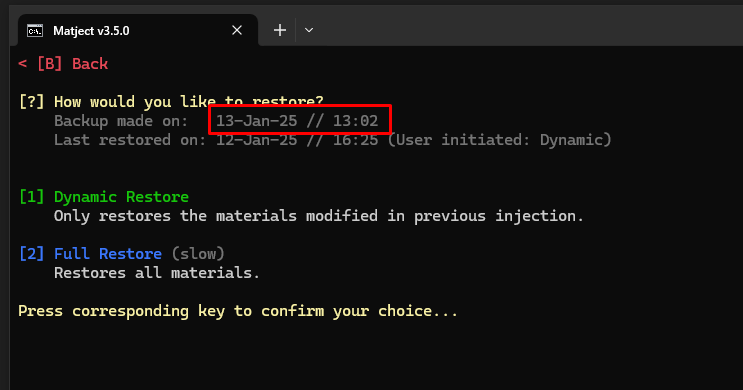 Matject v3.5.0
< [B] Back
[?] How would you like to restore?
Backup made on: 13-Jan-25 // 13:02
Last restored on: 12-Jan-25 // 16:25 (User initiated: Dynamic)
[1] Dynamic Restore
Only restores the materials modified in previous injection.
[2] Full Restore (slow)
Restores all materials.
Press corresponding key to confirm your choice...